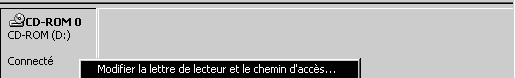 CD-ROM 0
CD-ROM (D:)
Connecté
Modifier la lettre de lecteur et le chemin d'accès...